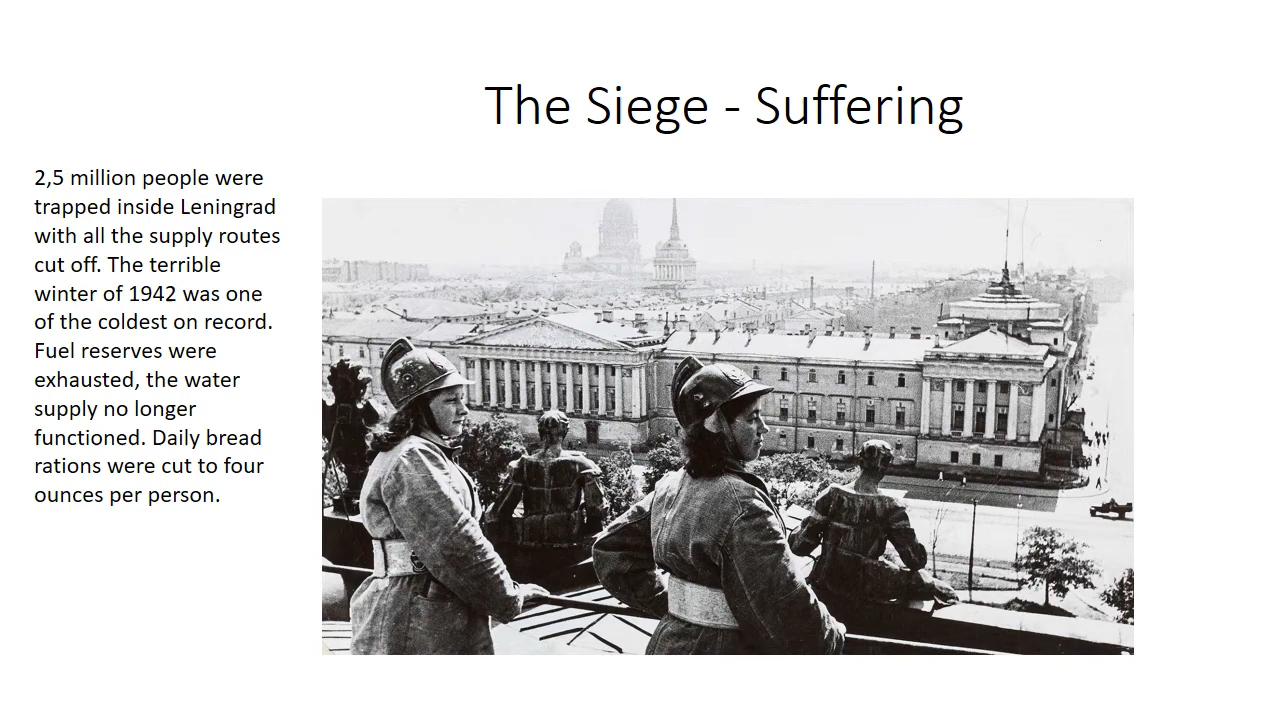 The Siege - Suffering
2,5 million people were
trapped inside Leningrad
with all the supply routes
cut off. The terrible
winter of 1942 was one
of the coldest on record.
Fuel reserves were
exhausted, the water
supply no longer
functioned. Daily bread
rations were cut to four
ounces per person.